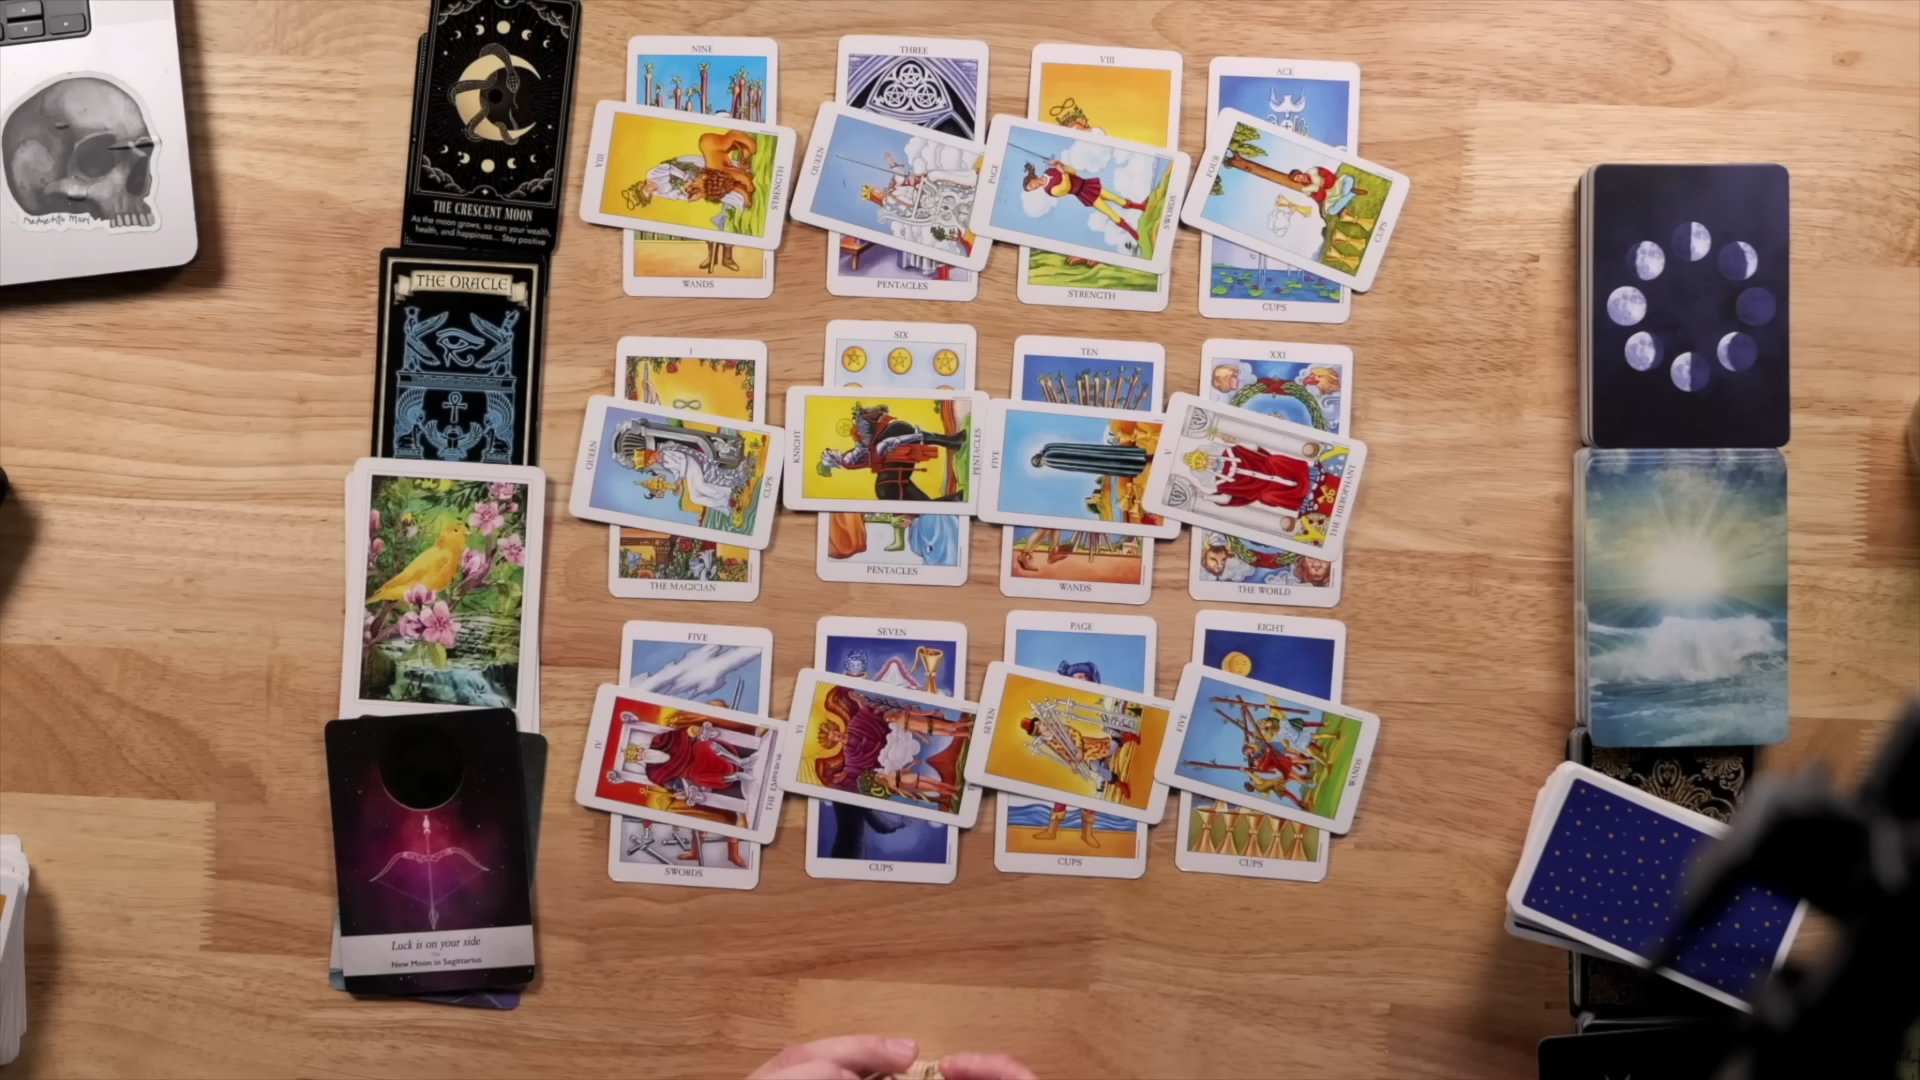 Memento Mori
THE CRESCENT MOON
As the moon grows, so can your wealth,
health, and happiness... Stay positive
THE ORACLE
Luck is on your side
New Moon in Sagittarius
NINE
VIII
STRENGTH
WANDS
THREE
QUEEN
PENTACLES
VIII
PAGE
SWORDS
STRENGTH
ACE
FOUR
CUPS
CUPS
I
QUEEN
CUPS
THE MAGICIAN
SIX
KNIGHT
PENTACLES
PENTACLES
TEN
FIVE
WANDS
XXI
V
THE HIEROPHANT
THE WORLD
FIVE
IV
SWORDS
SEVEN
VI
CUPS
PAGE
SEVEN
CUPS
EIGHT
FIVE
WANDS
CUPS